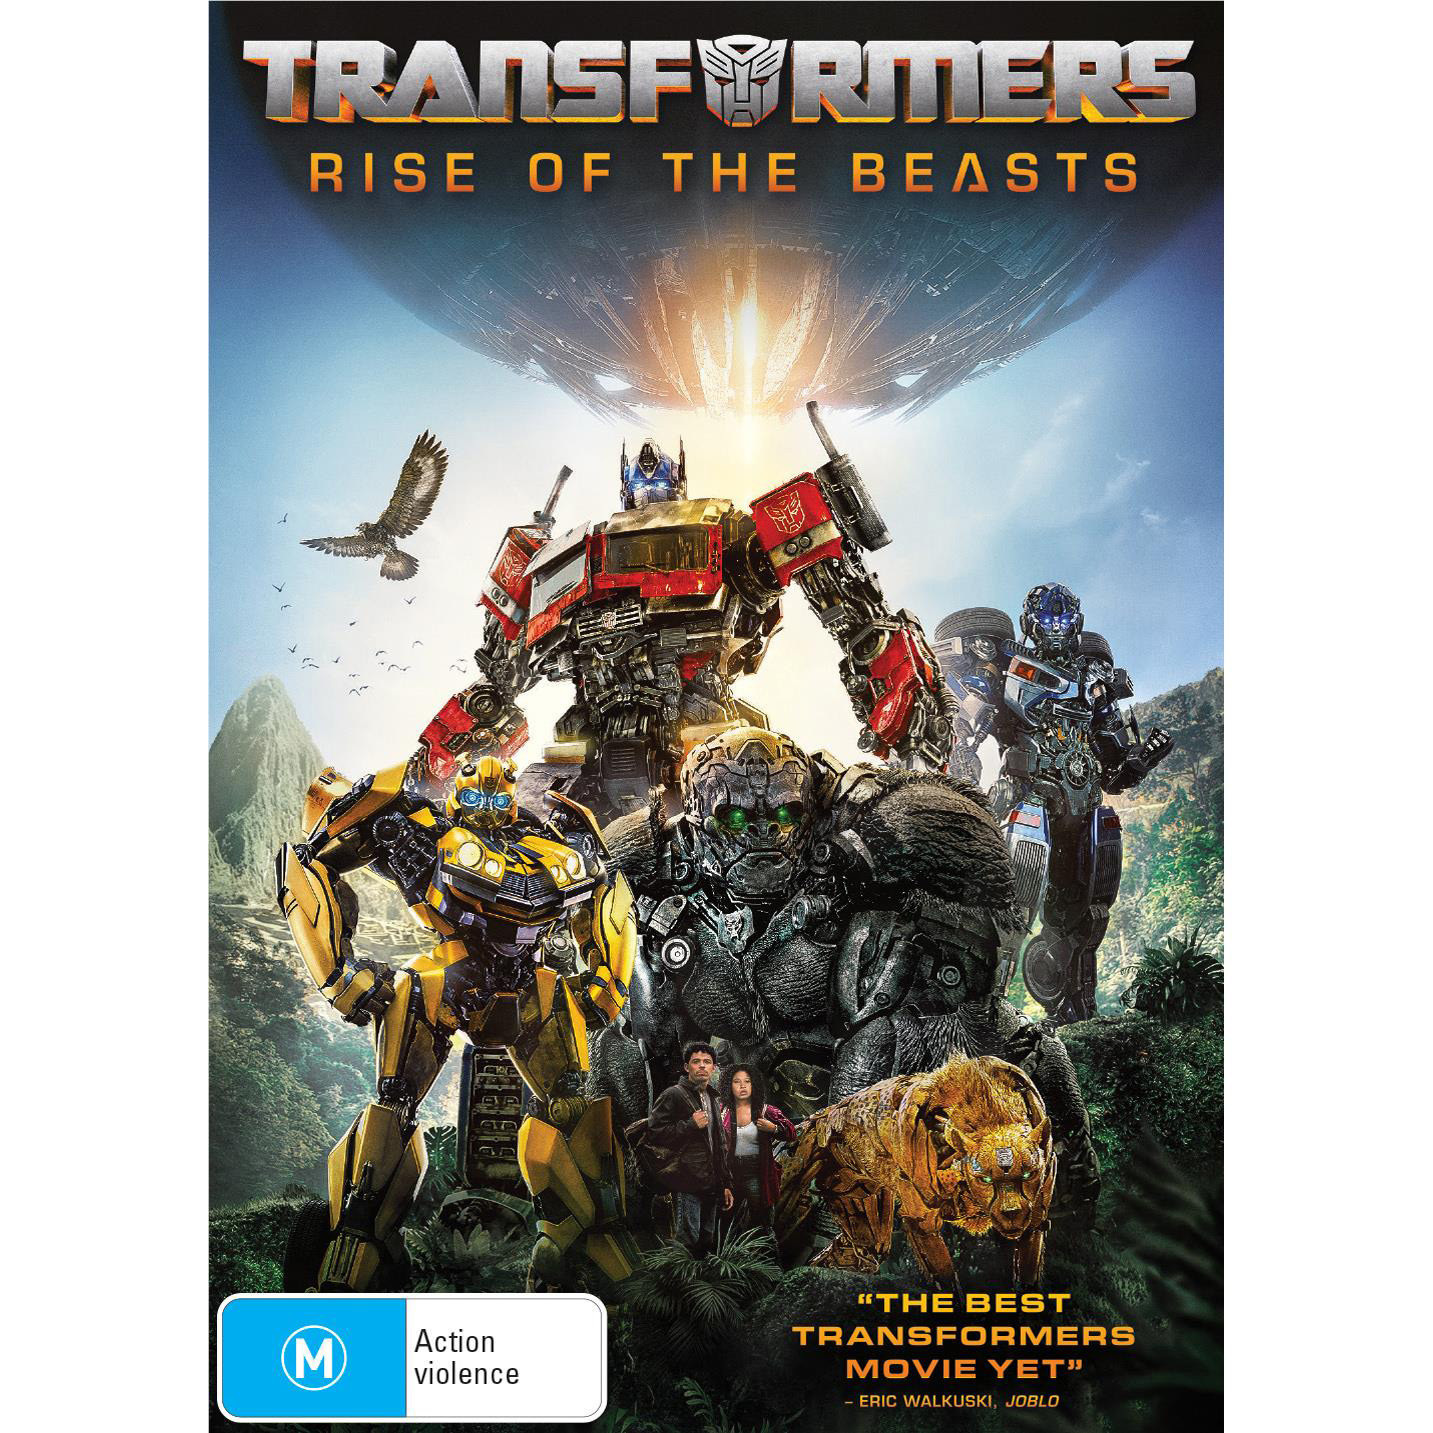 TRANSFORMERS
RISE OF THE BEASTS
M
Action
violence
“THE BEST
TRANSFORMERS
MOVIE YET”
– ERIC WALKUSKI, JOBLO